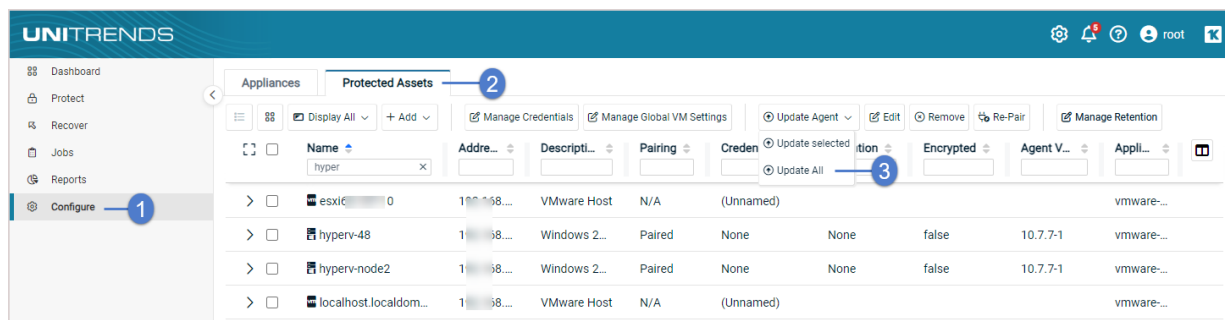 UNITRENDS
5
root
Dashboard
Protect
Recover
Jobs
Reports
Configure
1
Appliances
Protected Assets
2
Display All
+ Add
Manage Credentials
Manage Global VM Settings
Update Agent
Edit
Remove
Re-Pair
Manage Retention
Update selected
Update All
3
Name Addre... Descripti... Pairing Creden ntion Encrypted Agent V... Appli...
hyper ×
esxi6 0 VMware Host N/A (Unnamed) vmware-...
hyperv-48 Windows 2... Paired None None false 10.7.7-1 vmware-...
hyperv-node2 Windows 2... Paired None None false 10.7.7-1 vmware-...
localhost.localdom... VMware Host N/A (Unnamed) vmware-...